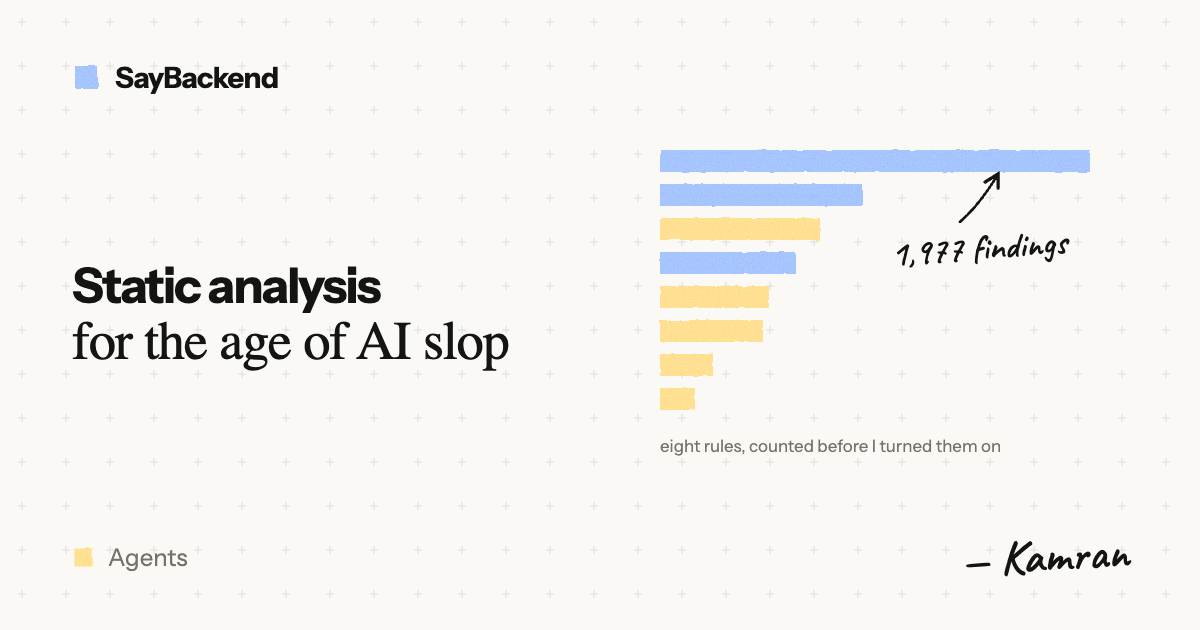 SayBackend
Static analysis
for the age of AI slop
1,977 findings
eight rules, counted before I turned them on
Agents
– Kamran